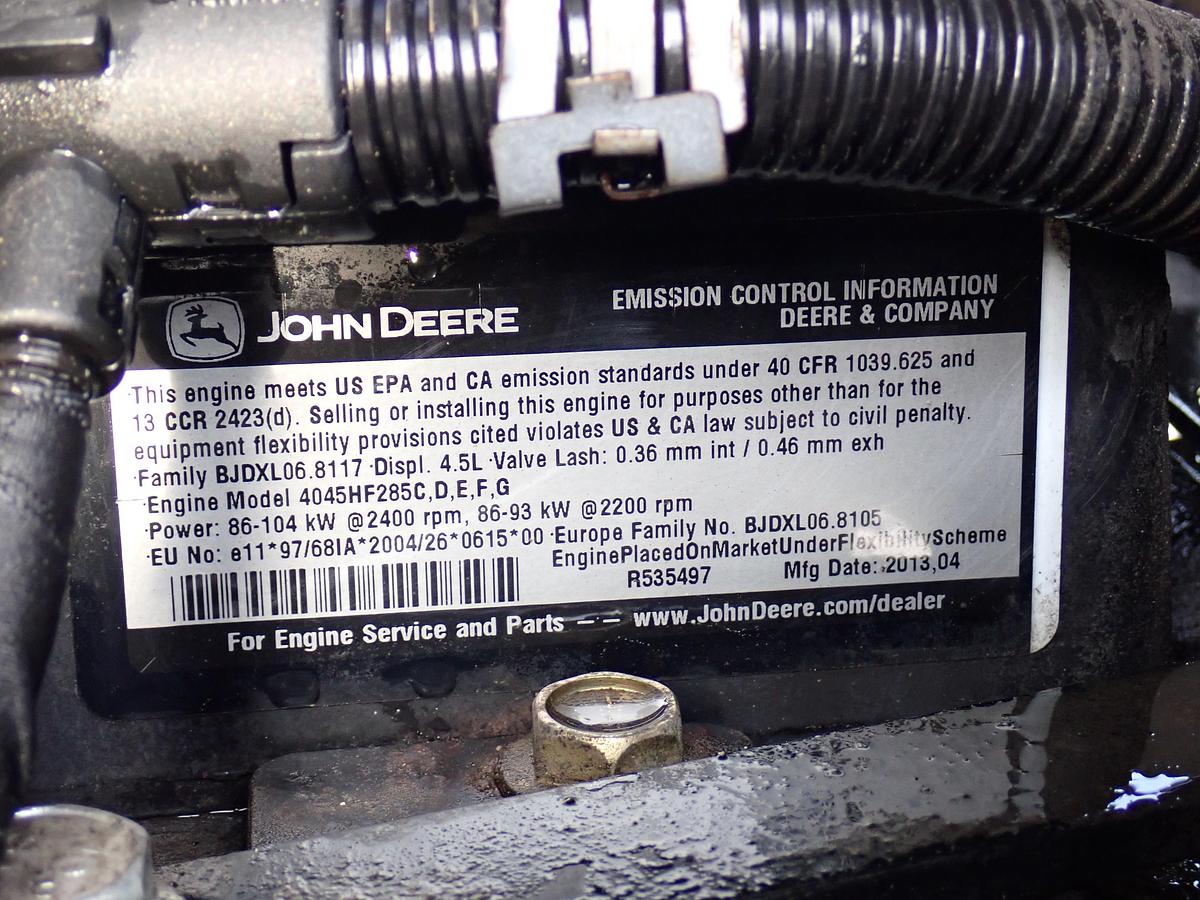 JOHN DEERE
EMISSION CONTROL INFORMATION
DEERE & COMPANY
·This engine meets US EPA and CA emission standards under 40 CFR 1039.625 and
13 CCR 2423(d). Selling or installing this engine for purposes other than for the
equipment flexibility provisions cited violates US & CA law subject to civil penalty.
·Family BJDXL06.8117 ·Displ. 4.5L ·Valve Lash: 0.36 mm int / 0.46 mm exh
·Engine Model 4045HF285C,D,E,F,G
·Power: 86-104 kW @2400 rpm, 86-93 kW @2200 rpm
·EU No: e11*97/68IA*2004/26*0615*00 ·Europe Family No. BJDXL06.8105
EnginePlacedOnMarketUnderFlexibilityScheme
R535497 Mfg Date: 2013,04
For Engine Service and Parts – – www.JohnDeere.com/dealer